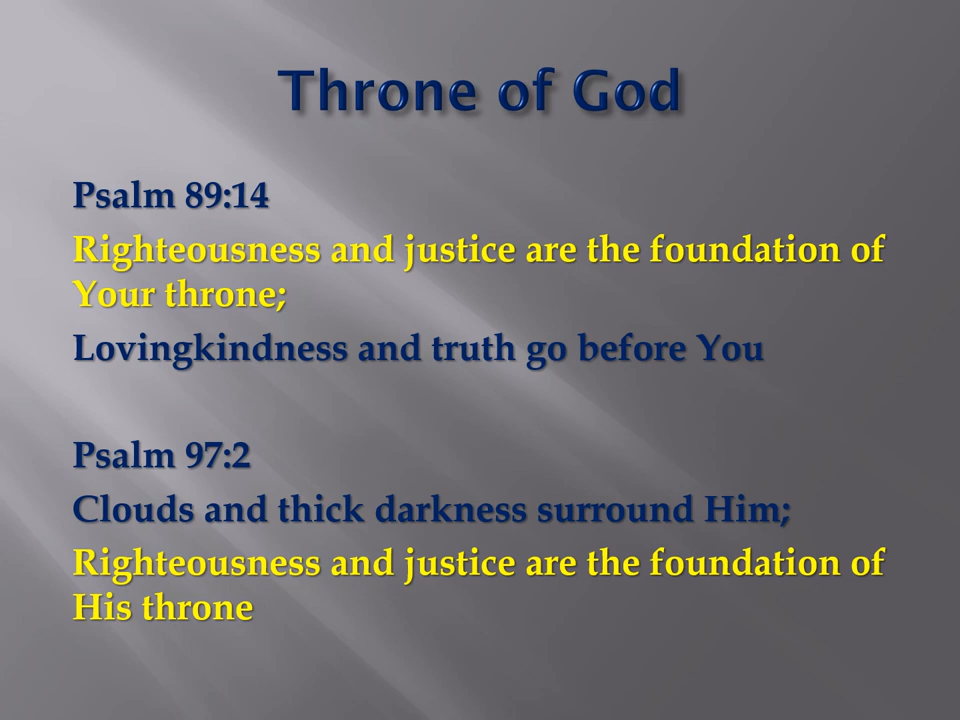 Throne of God
Psalm 89:14
Righteousness and justice are the foundation of
Your throne;
Lovingkindness and truth go before You
Psalm 97:2
Clouds and thick darkness surround Him;
Righteousness and justice are the foundation of
His throne